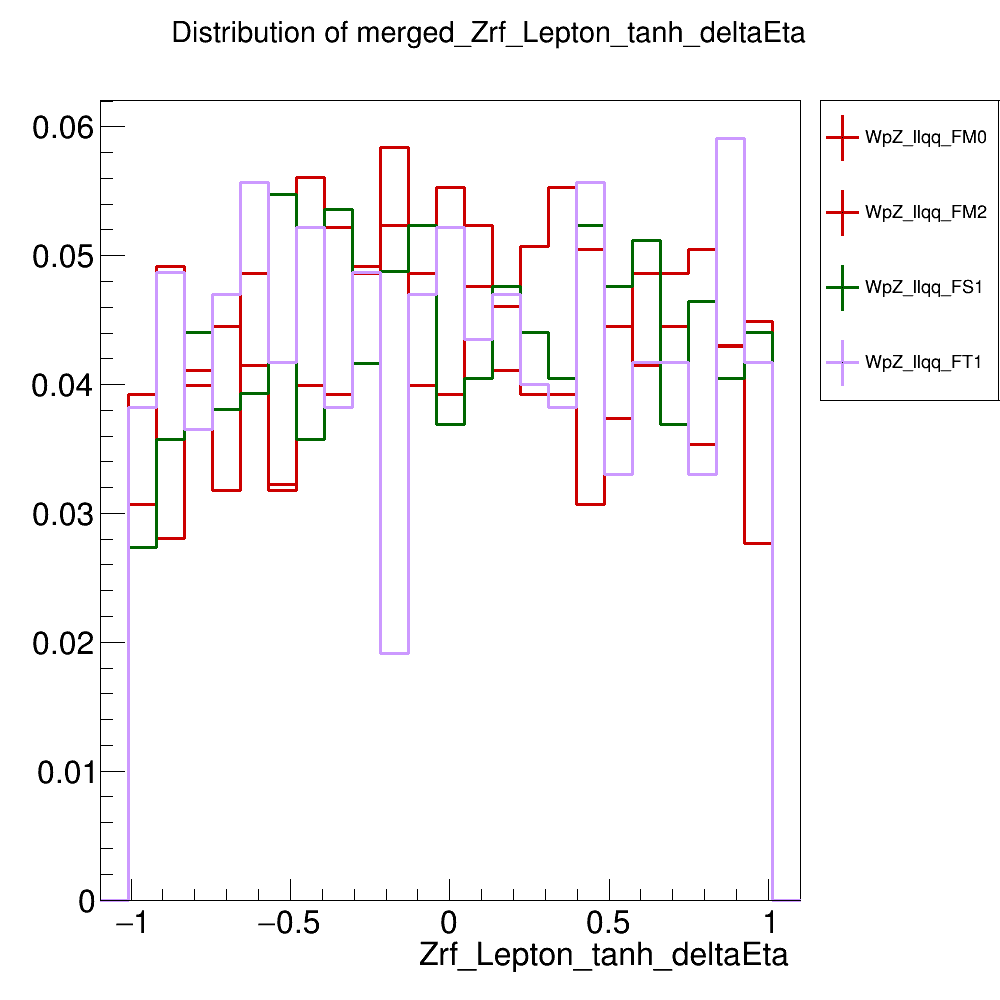 Distribution of merged_Zrf_Lepton_tanh_deltaEta
0.06
0.05
0.04
0.03
0.02
0.01
0
−1 −0.5 0 0.5 1
Zrf_Lepton_tanh_deltaEta
WpZ_llqq_FM0
WpZ_llqq_FM2
WpZ_llqq_FS1
WpZ_llqq_FT1